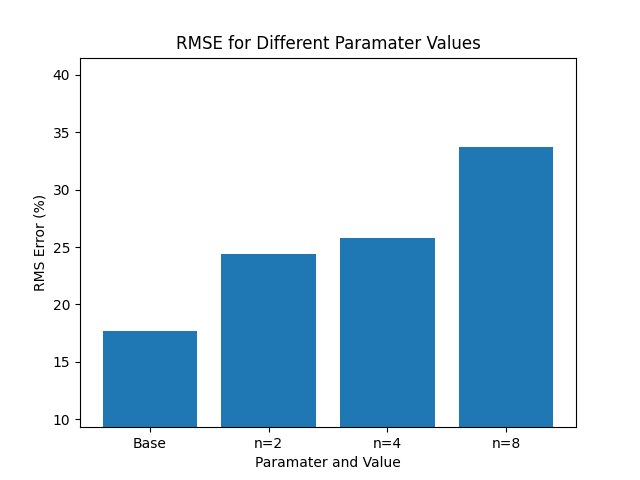 RMSE for Different Paramater Values
40
35
30
25
20
15
10
RMS Error (%)
Base n=2 n=4 n=8
Paramater and Value